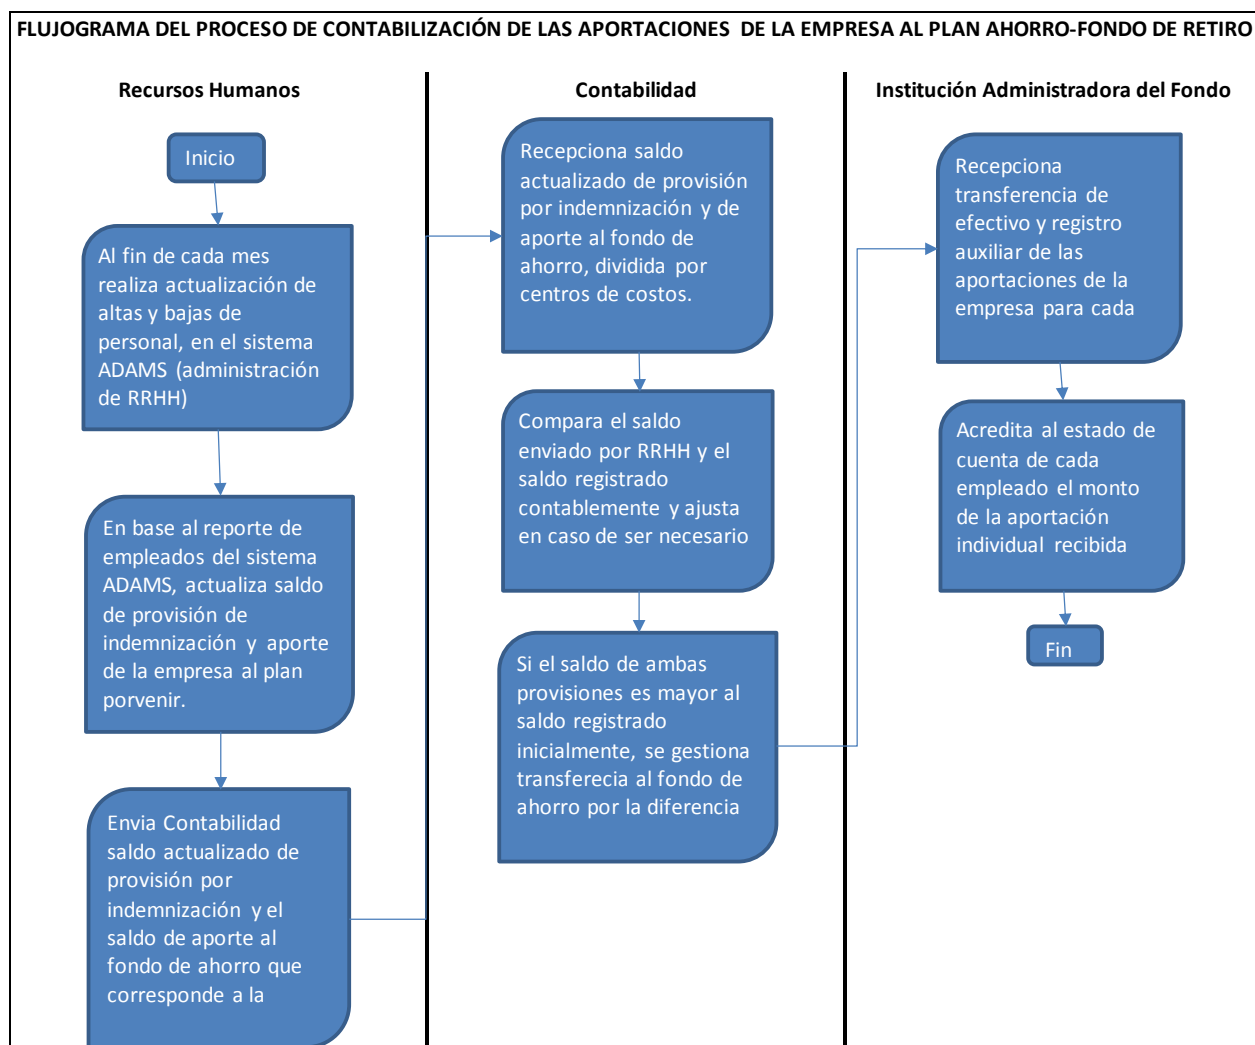 FLUJOGRAMA DEL PROCESO DE CONTABILIZACIÓN DE LAS APORTACIONES DE LA EMPRESA AL PLAN AHORRO-FONDO DE RETIRO
Recursos Humanos
Inicio
Al fin de cada mes
realiza actualización de
altas y bajas de
personal, en el sistema
ADAMS (administración
de RRHH)
En base al reporte de
empleados del sistema
ADAMS, actualiza saldo
de provisión de
indemnización y aporte
de la empresa al plan
porvenir.
Envia Contabilidad
saldo actualizado de
provisión por
indemnización y el
saldo de aporte al
fondo de ahorro que
corresponde a la
Contabilidad
Recepciona saldo
actualizado de provisión
por indemnización y de
aporte al fondo de
ahorro, dividida por
centros de costos.
Compara el saldo
enviado por RRHH y el
saldo registrado
contablemente y ajusta
en caso de ser necesario
Si el saldo de ambas
provisiones es mayor al
saldo registrado
inicialmente, se gestiona
transferecia al fondo de
ahorro por la diferencia
Institución Administradora del Fondo
Recepciona
transferencia de
efectivo y registro
auxiliar de las
aportaciones de la
empresa para cada
Acredita al estado de
cuenta de cada
empleado el monto
de la aportación
individual recibida
Fin